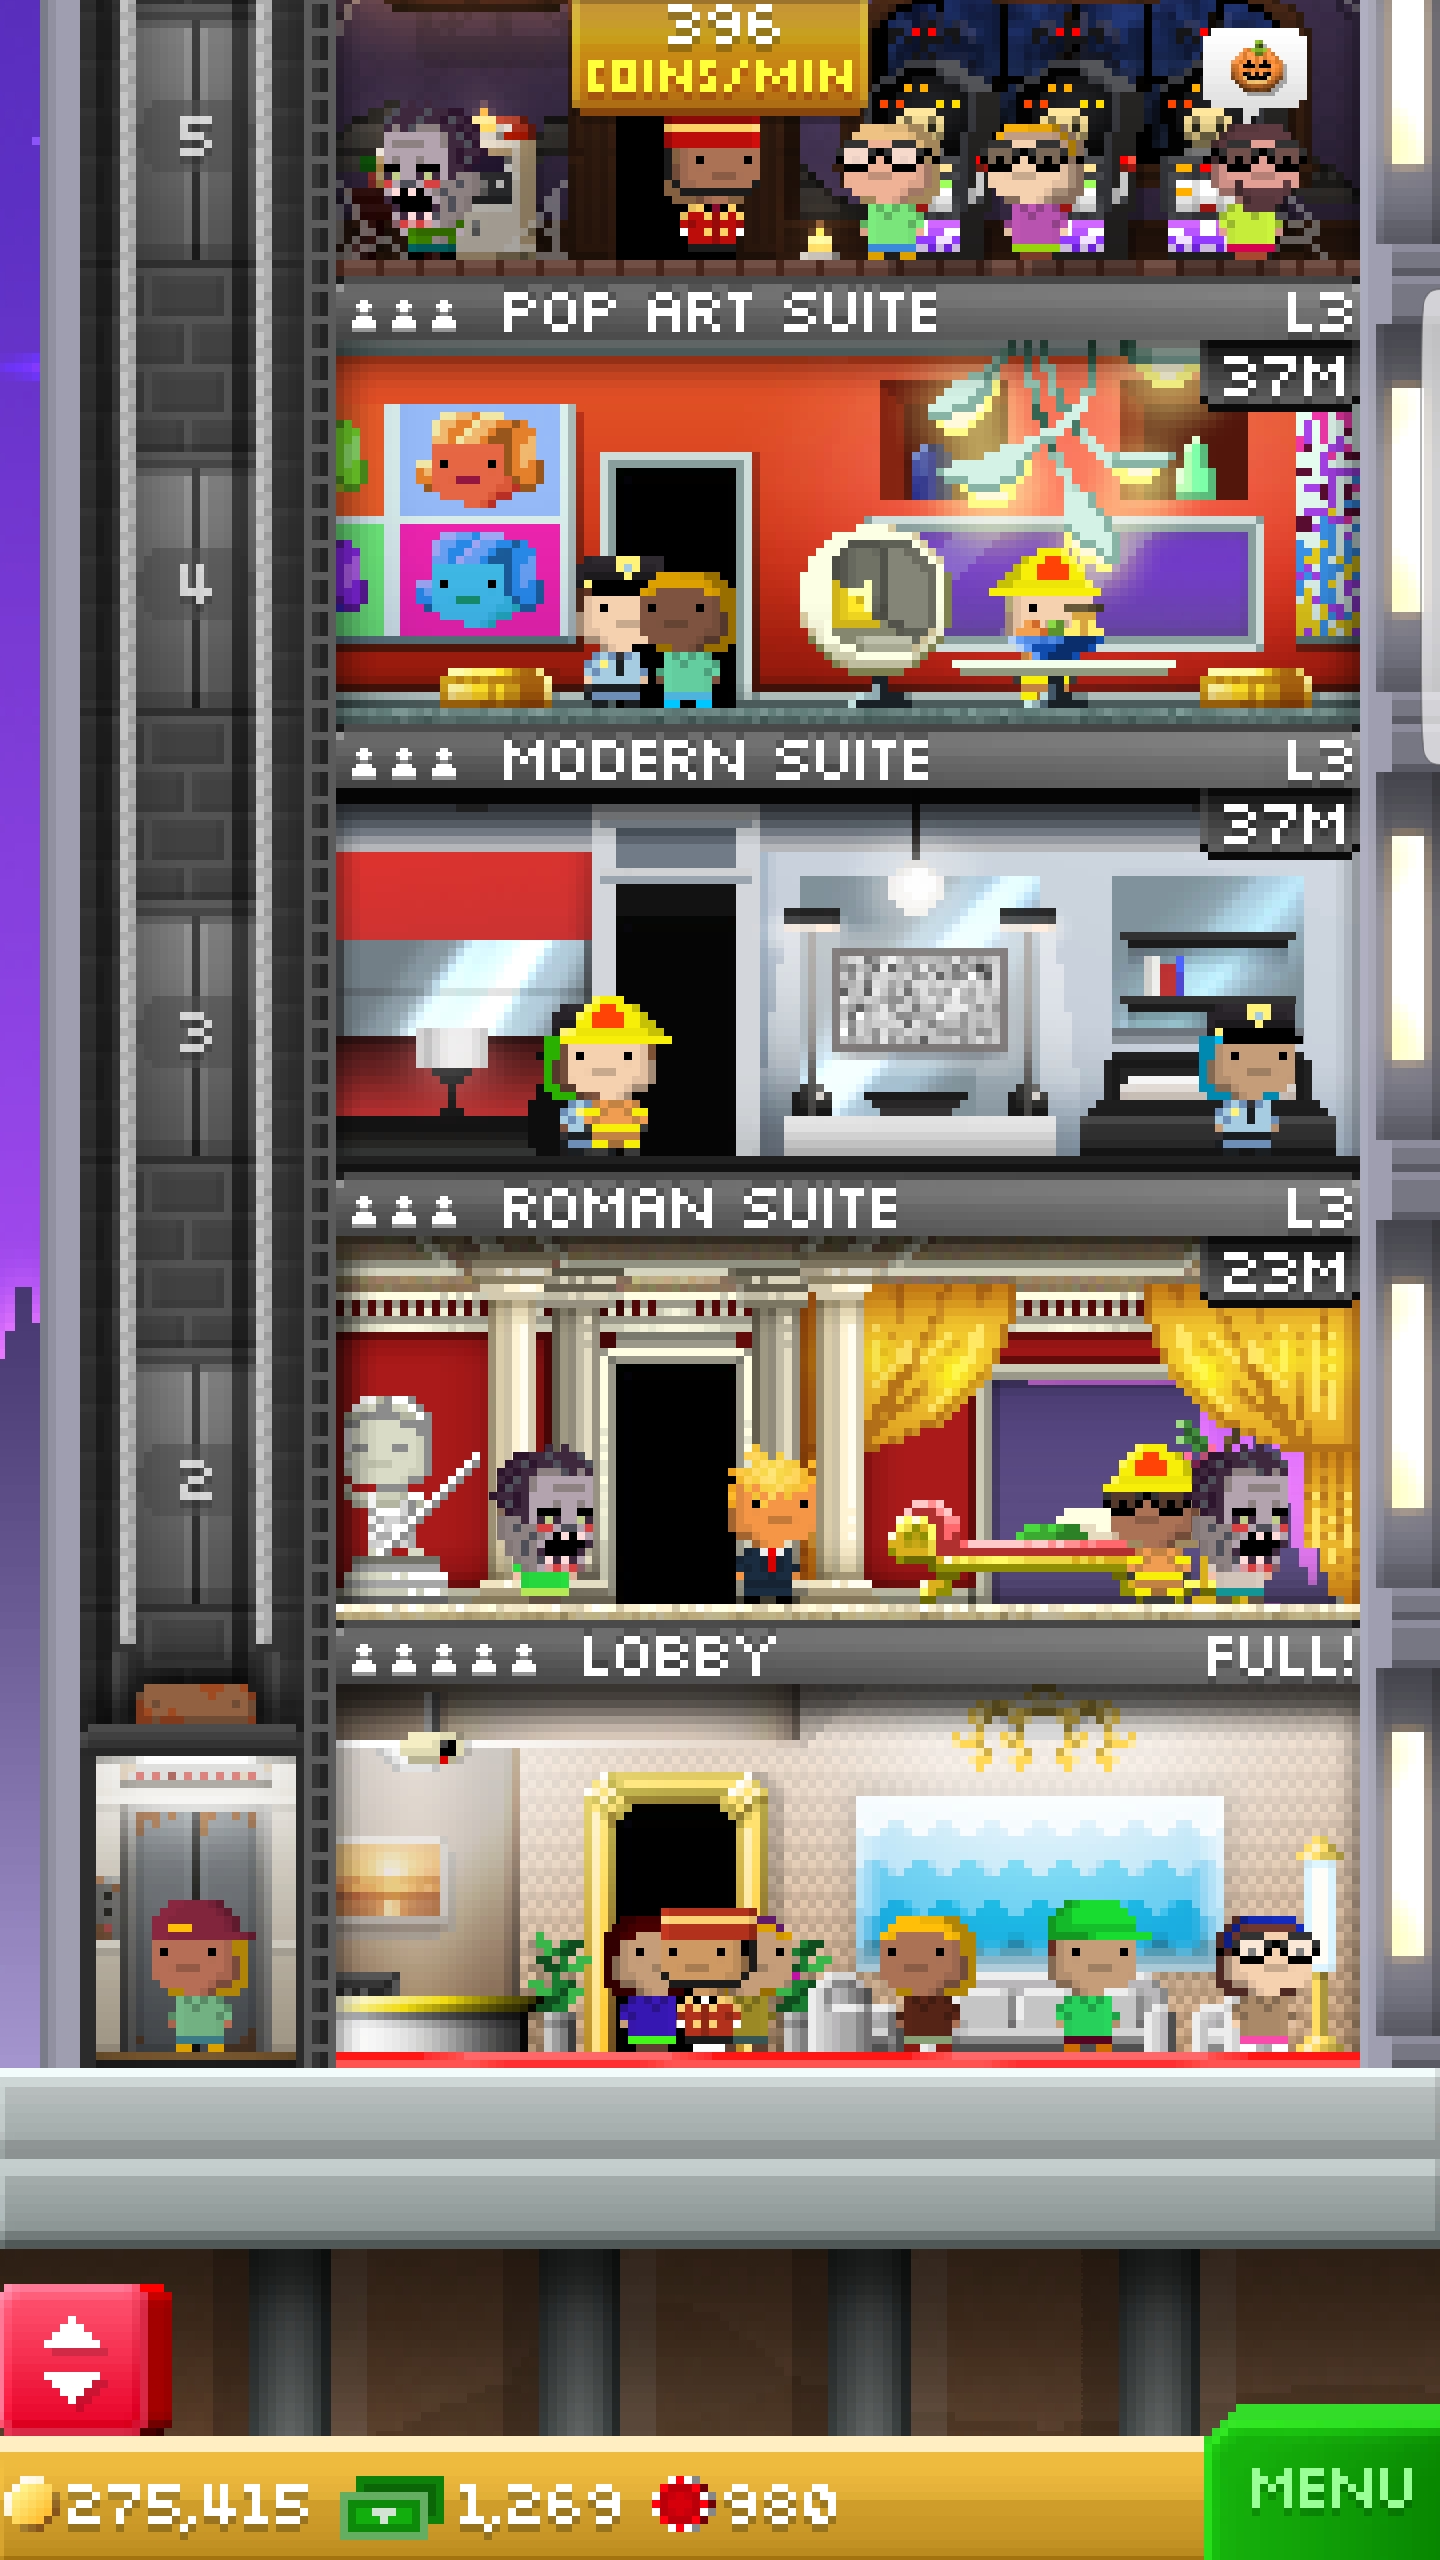 396
COINS/MIN
5
POP ART SUITE L3
37M
4
MODERN SUITE L3
37M
3
ROMAN SUITE L3
23M
2
LOBBY FULL!
275,415 1,269 980
MENU